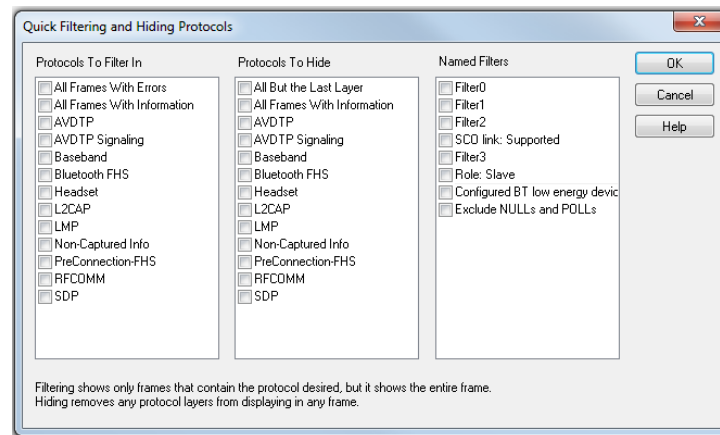 Quick Filtering and Hiding Protocols
Protocols To Filter In
All Frames With Errors
All Frames With Information
AVDTP
AVDTP Signaling
Baseband
Bluetooth FHS
Headset
L2CAP
LMP
Non-Captured Info
PreConnection-FHS
RFCOMM
SDP
Protocols To Hide
All But the Last Layer
All Frames With Information
AVDTP
AVDTP Signaling
Baseband
Bluetooth FHS
Headset
L2CAP
LMP
Non-Captured Info
PreConnection-FHS
RFCOMM
SDP
Named Filters
Filter0
Filter1
Filter2
SCO link: Supported
Filter3
Role: Slave
Configured BT low energy devic
Exclude NULLs and POLLs
OK
Cancel
Help
Filtering shows only frames that contain the protocol desired, but it shows the entire frame.
Hiding removes any protocol layers from displaying in any frame.